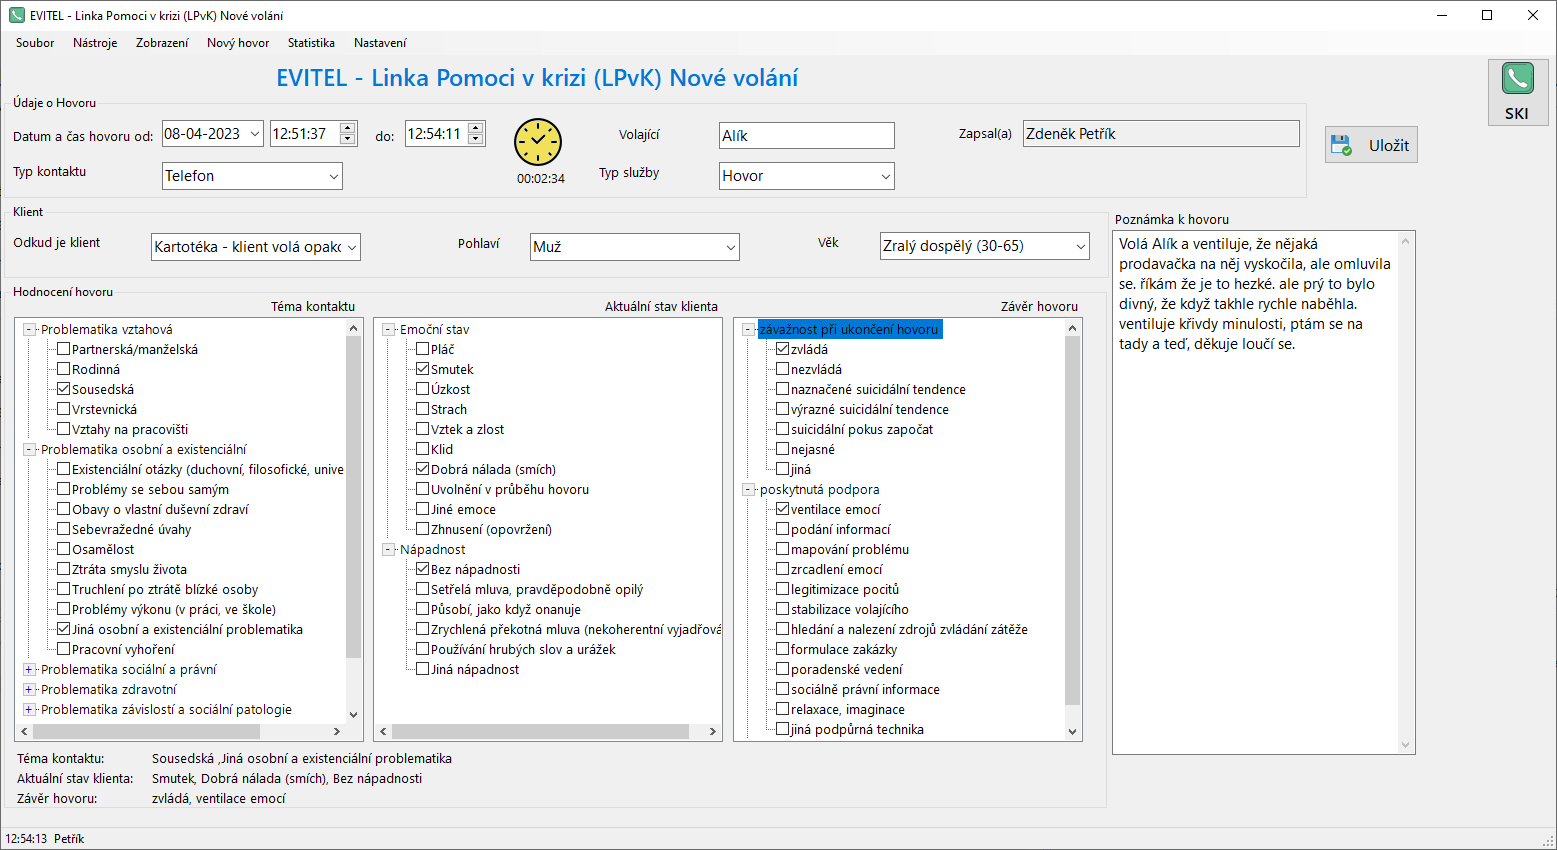 EVITEL - Linka Pomoci v krizi (LPvK) Nové volání
Soubor Nástroje Zobrazení Nový hovor Statistika Nastavení
EVITEL - Linka Pomoci v krizi (LPvK) Nové volání
SKI
Údaje o Hovoru
Datum a čas hovoru od: 08-04-2023 12:51:37 do: 12:54:11
00:02:34
Volající Alík
Zapsal(a) Zdeněk Petřík
Uložit
Typ kontaktu Telefon
Typ služby Hovor
Klient
Odkud je klient Kartotéka - klient volá opakc
Pohlaví Muž
Věk Zralý dospělý (30-65)
Hodnocení hovoru
Téma kontaktu
Problematika vztahová
Partnerská/manželská
Rodinná
Sousedská
Vrstevnická
Vztahy na pracovišti
Problematika osobní a existenciální
Existenciální otázky (duchovní, filosofické, unive
Problémy se sebou samým
Obavy o vlastní duševní zdraví
Sebevražedné úvahy
Osamělost
Ztráta smyslu života
Truchlení po ztrátě blízké osoby
Problémy výkonu (v práci, ve škole)
Jiná osobní a existenciální problematika
Pracovní vyhoření
Problematika sociální a právní
Problematika zdravotní
Problematika závislostí a sociální patologie
Aktuální stav klienta
Emoční stav
Pláč
Smutek
Úzkost
Strach
Vztek a zlost
Klid
Dobrá nálada (smích)
Uvolnění v průběhu hovoru
Jiné emoce
Zhnusení (opovržení)
Nápadnost
Bez nápadnosti
Setřelá mluva, pravděpodobně opilý
Působí, jako když onanuje
Zrychlená překotná mluva (nekoherentní vyjadřová
Používání hrubých slov a urážek
Jiná nápadnost
Závěr hovoru
závažnost při ukončení hovoru
zvládá
nezvládá
naznačené suicidální tendence
výrazné suicidální tendence
suicidální pokus započat
nejasné
jiná
poskytnutá podpora
ventilace emocí
podání informací
mapování problému
zrcadlení emocí
legitimizace pocitů
stabilizace volajícího
hledání a nalezení zdrojů zvládání zátěže
formulace zakázky
poradenské vedení
sociálně právní informace
relaxace, imaginace
jiná podpůrná technika
Poznámka k hovoru
Volá Alík a ventiluje, že nějaká
prodavačka na něj vyskočila, ale omluvila
se. říkám že je to hezké. ale prý to bylo
divný, že když takhle rychle naběhla.
ventiluje křivdy minulosti, ptám se na
tady a teď, děkuje loučí se.
Téma kontaktu: Sousedská ,Jiná osobní a existenciální problematika
Aktuální stav klienta: Smutek, Dobrá nálada (smích), Bez nápadnosti
Závěr hovoru: zvládá, ventilace emocí
12:54:13 Petřík